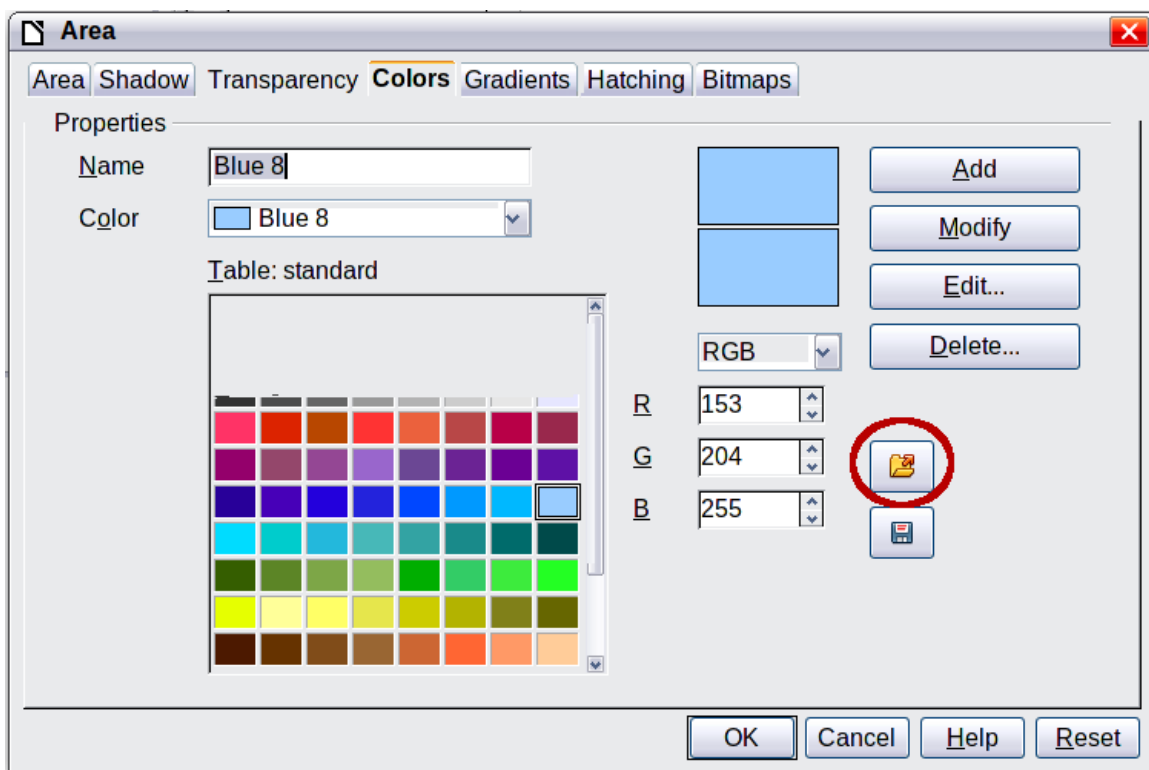 Area
Area Shadow Transparency Colors Gradients Hatching Bitmaps
Properties
Name Blue 8 Add
Color Blue 8 Modify
Table: standard Edit...
RGB Delete...
R 153
G 204
B 255
OK Cancel Help Reset